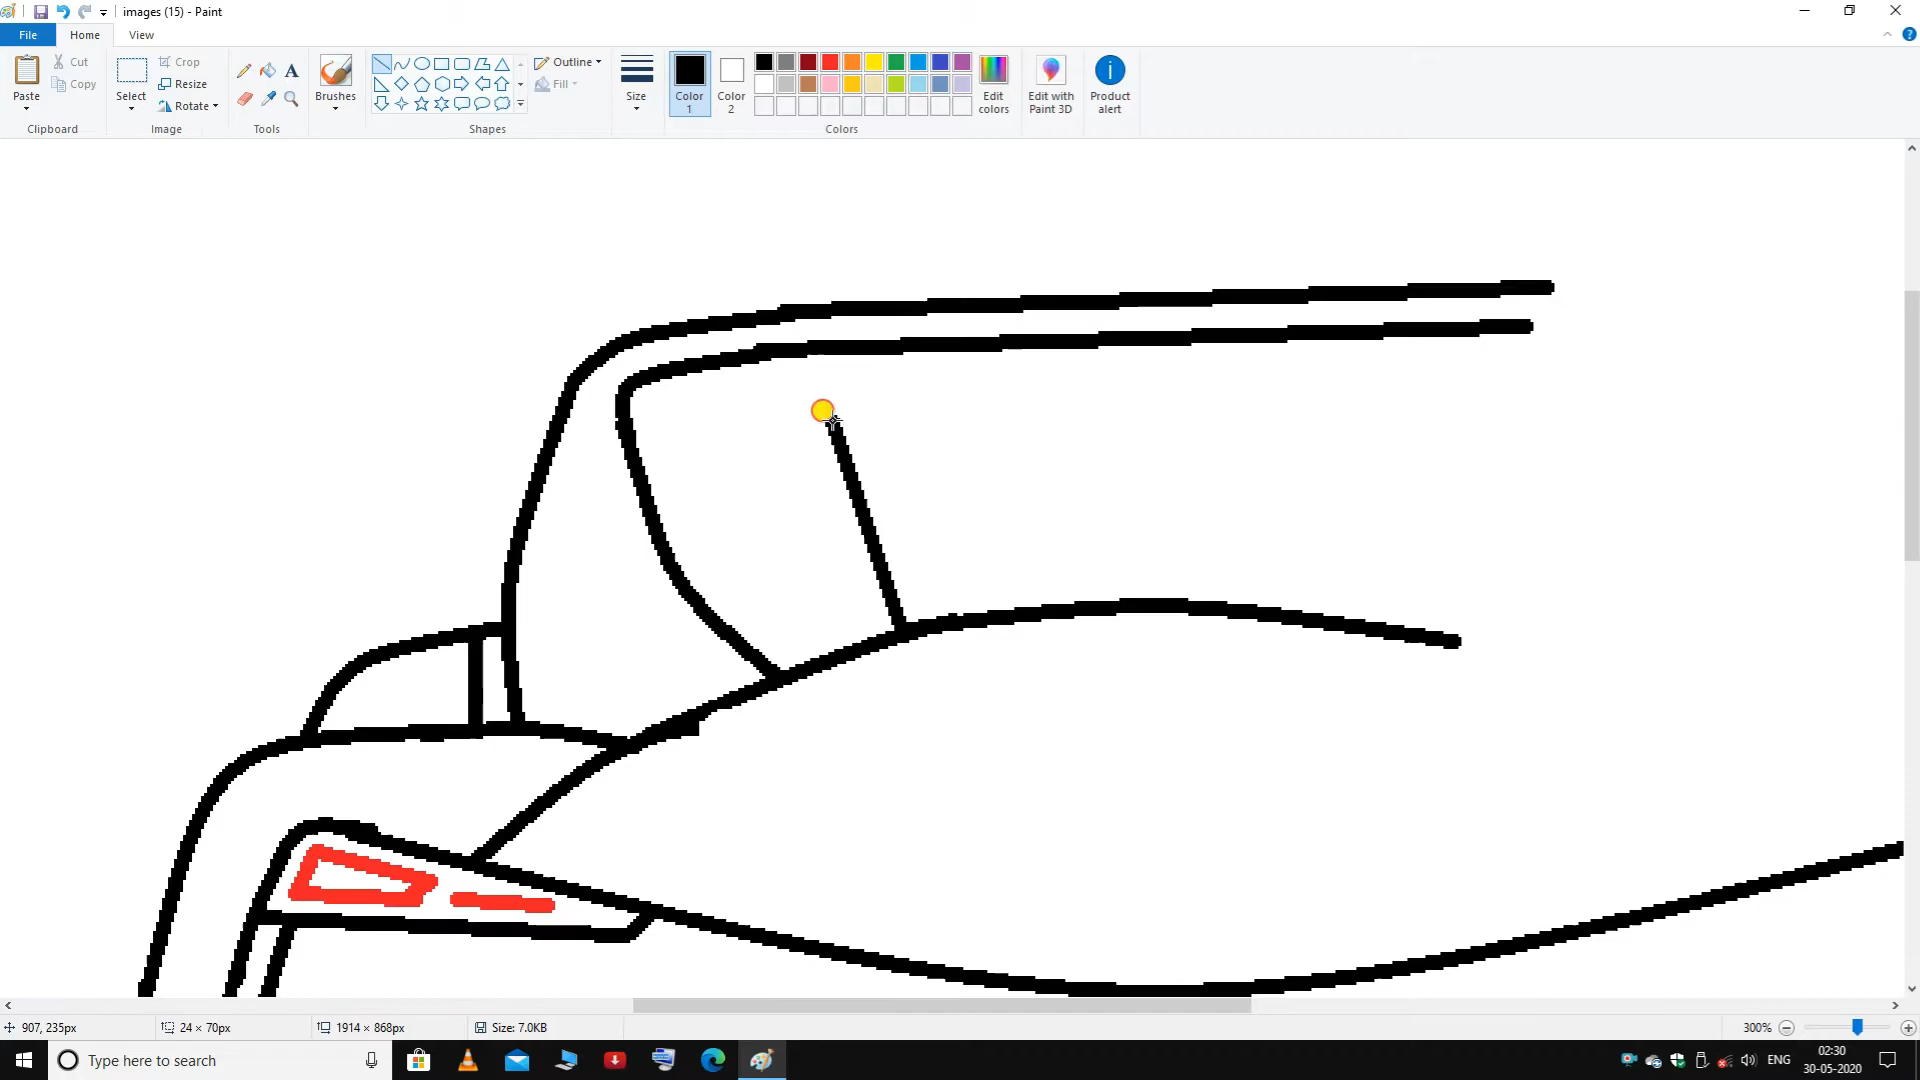 images (15) - Paint
File Home View
Paste Cut Copy Clipboard
Select Crop Resize Rotate Image
Tools
Brushes
Shapes
Outline Fill
Size
Color 1
Color 2
Edit colors
Colors
Edit with Paint 3D
Product alert
907, 235px 24 × 70px 1914 × 868px Size: 7.0KB 300%
Type here to search ENG 02:30
30-05-2020